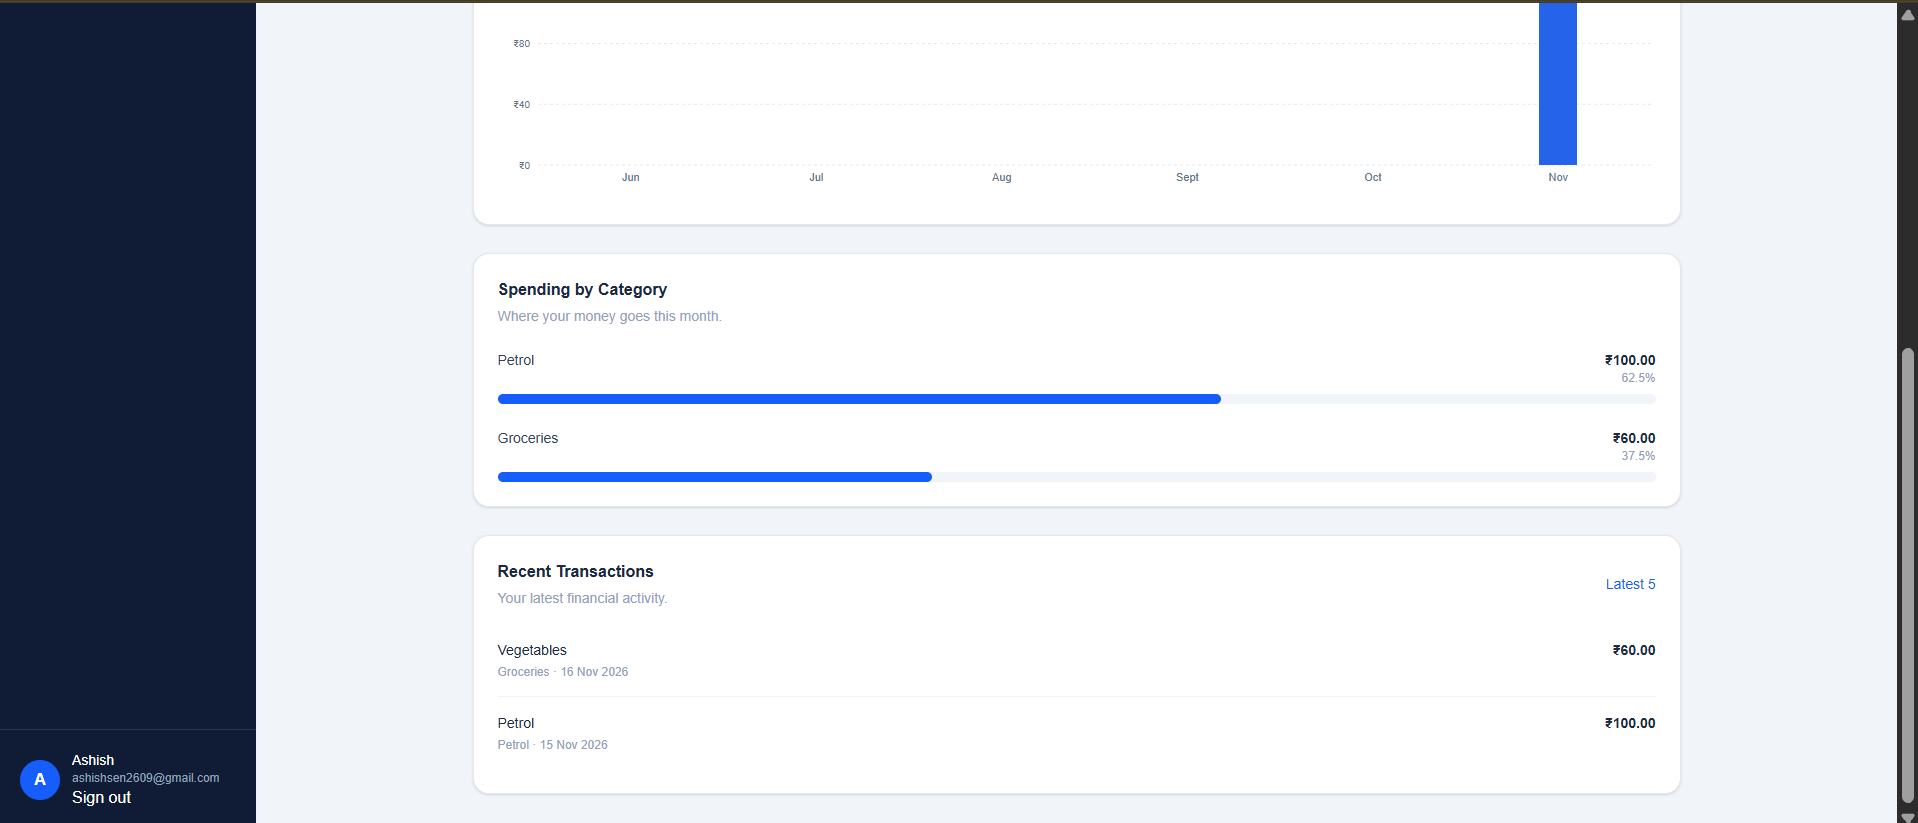 ₹80
₹40
₹0
Jun Jul Aug Sept Oct Nov
Spending by Category
Where your money goes this month.
Petrol ₹100.00
62.5%
Groceries ₹60.00
37.5%
Recent Transactions
Latest 5
Your latest financial activity.
Vegetables ₹60.00
Groceries · 16 Nov 2026
Petrol ₹100.00
Petrol · 15 Nov 2026
A
Ashish
ashishsen2609@gmail.com
Sign out